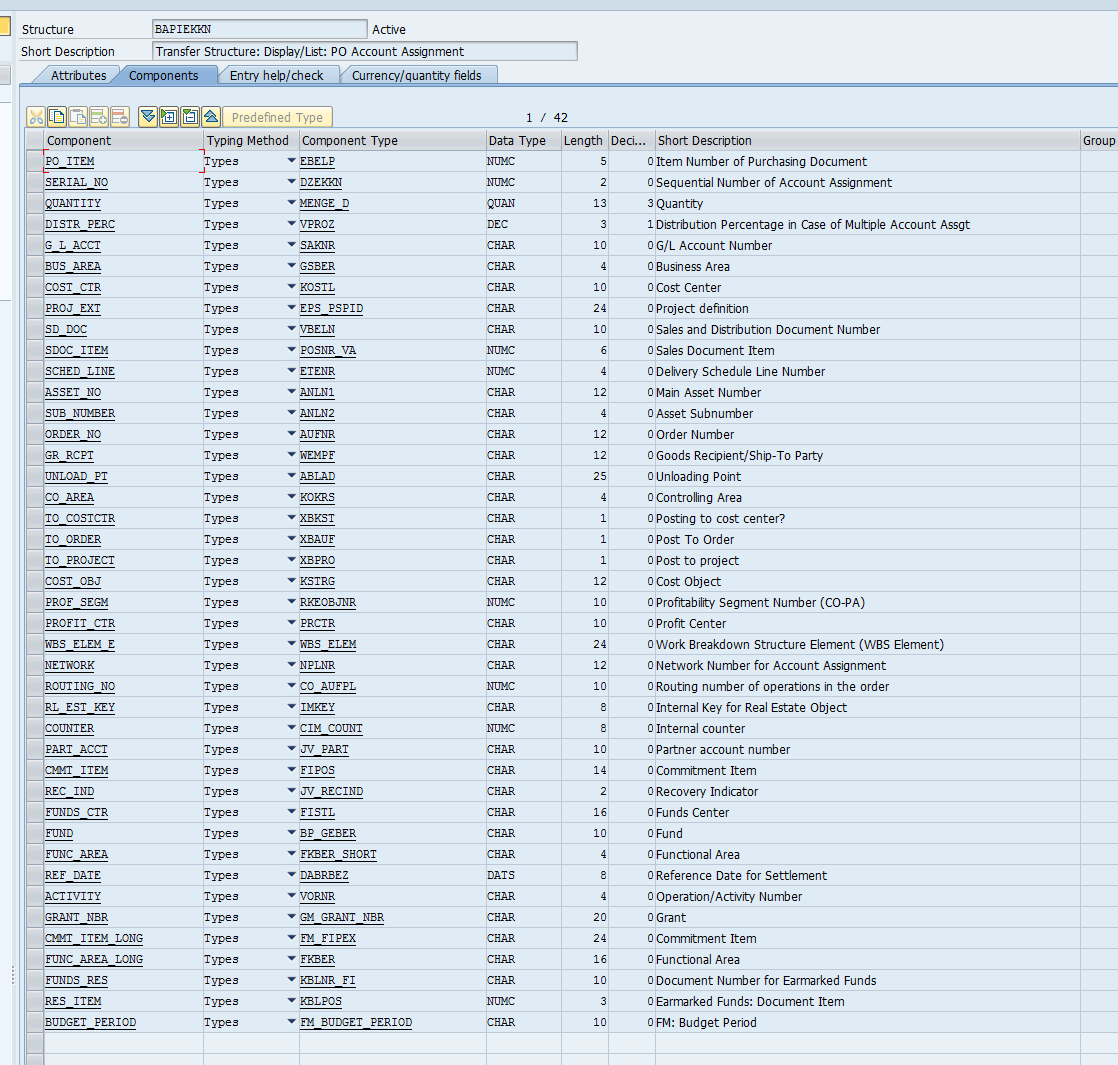 Structure BAPIEKKN Active
Short Description Transfer Structure: Display/List: PO Account Assignment
Attributes Components Entry help/check Currency/quantity fields
Predefined Type 1 / 42
Component Typing Method Component Type Data Type Length Deci... Short Description Group
PO_ITEM Types EBELP NUMC 5 0 Item Number of Purchasing Document
SERIAL_NO Types DZEKKN NUMC 2 0 Sequential Number of Account Assignment
QUANTITY Types MENGE_D QUAN 13 3 Quantity
DISTR_PERC Types VPROZ DEC 3 1 Distribution Percentage in Case of Multiple Account Assgt
G_L_ACCT Types SAKNR CHAR 10 0 G/L Account Number
BUS_AREA Types GSBER CHAR 4 0 Business Area
COST_CTR Types KOSTL CHAR 10 0 Cost Center
PROJ_EXT Types EPS_PSPID CHAR 24 0 Project definition
SD_DOC Types VBELN CHAR 10 0 Sales and Distribution Document Number
SDOC_ITEM Types POSNR_VA NUMC 6 0 Sales Document Item
SCHED_LINE Types ETENR NUMC 4 0 Delivery Schedule Line Number
ASSET_NO Types ANLN1 CHAR 12 0 Main Asset Number
SUB_NUMBER Types ANLN2 CHAR 4 0 Asset Subnumber
ORDER_NO Types AUFNR CHAR 12 0 Order Number
GR_RCPT Types WEMPF CHAR 12 0 Goods Recipient/Ship-To Party
UNLOAD_PT Types ABLAD CHAR 25 0 Unloading Point
CO_AREA Types KOKRS CHAR 4 0 Controlling Area
TO_COSTCTR Types XBKST CHAR 1 0 Posting to cost center?
TO_ORDER Types XBAUF CHAR 1 0 Post To Order
TO_PROJECT Types XBPRO CHAR 1 0 Post to project
COST_OBJ Types KSTRG CHAR 12 0 Cost Object
PROF_SEGM Types RKEOBJNR NUMC 10 0 Profitability Segment Number (CO-PA)
PROFIT_CTR Types PRCTR CHAR 10 0 Profit Center
WBS_ELEM_E Types WBS_ELEM CHAR 24 0 Work Breakdown Structure Element (WBS Element)
NETWORK Types NPLNR CHAR 12 0 Network Number for Account Assignment
ROUTING_NO Types CO_AUFPL NUMC 10 0 Routing number of operations in the order
RL_EST_KEY Types IMKEY CHAR 8 0 Internal Key for Real Estate Object
COUNTER Types CIM_COUNT NUMC 8 0 Internal counter
PART_ACCT Types JV_PART CHAR 10 0 Partner account number
CMMT_ITEM Types FIPOS CHAR 14 0 Commitment Item
REC_IND Types JV_RECIND CHAR 2 0 Recovery Indicator
FUNDS_CTR Types FISTL CHAR 16 0 Funds Center
FUND Types BP_GEBER CHAR 10 0 Fund
FUNC_AREA Types FKBER_SHORT CHAR 4 0 Functional Area
REF_DATE Types DABRBEZ DATS 8 0 Reference Date for Settlement
ACTIVITY Types VORNR CHAR 4 0 Operation/Activity Number
GRANT_NBR Types GM_GRANT_NBR CHAR 20 0 Grant
CMMT_ITEM_LONG Types FM_FIPEX CHAR 24 0 Commitment Item
FUNC_AREA_LONG Types FKBER CHAR 16 0 Functional Area
FUNDS_RES Types KBLNR_FI CHAR 10 0 Document Number for Earmarked Funds
RES_ITEM Types KBLPOS NUMC 3 0 Earmarked Funds: Document Item
BUDGET_PERIOD Types FM_BUDGET_PERIOD CHAR 10 0 FM: Budget Period